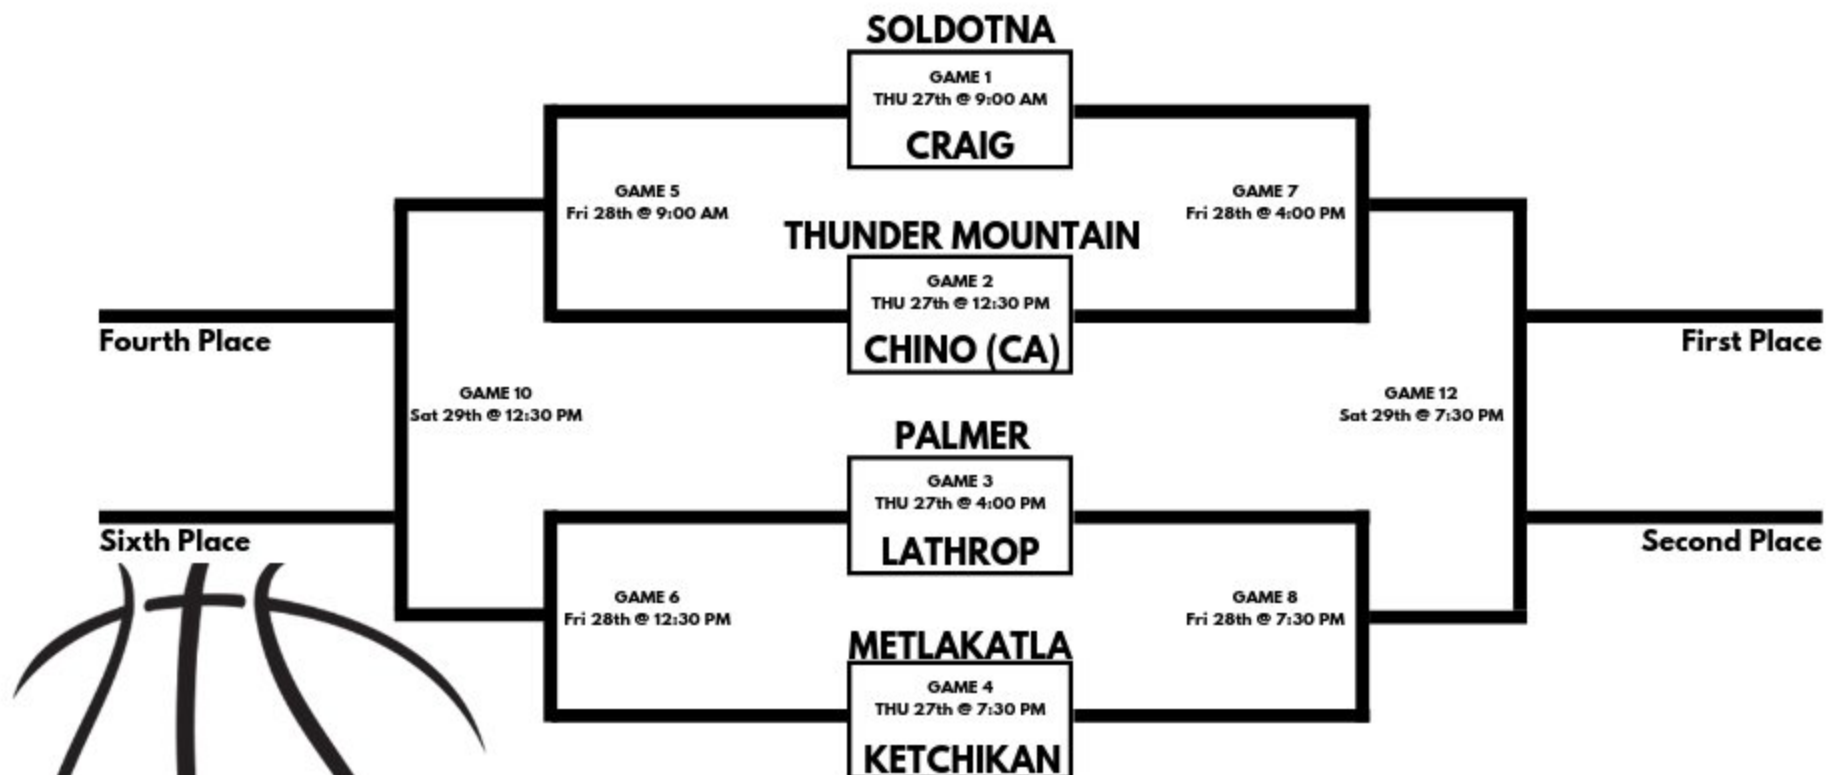 SOLDOTNA
GAME 1
THU 27th @ 9:00 AM
CRAIG
GAME 5
Fri 28th @ 9:00 AM
GAME 7
Fri 28th @ 4:00 PM
THUNDER MOUNTAIN
GAME 2
THU 27th @ 12:30 PM
CHINO (CA)
Fourth Place
First Place
GAME 10
Sat 29th @ 12:30 PM
GAME 12
Sat 29th @ 7:30 PM
PALMER
GAME 3
THU 27th @ 4:00 PM
LATHROP
Sixth Place
Second Place
GAME 6
Fri 28th @ 12:30 PM
GAME 8
Fri 28th @ 7:30 PM
METLAKATLA
GAME 4
THU 27th @ 7:30 PM
KETCHIKAN